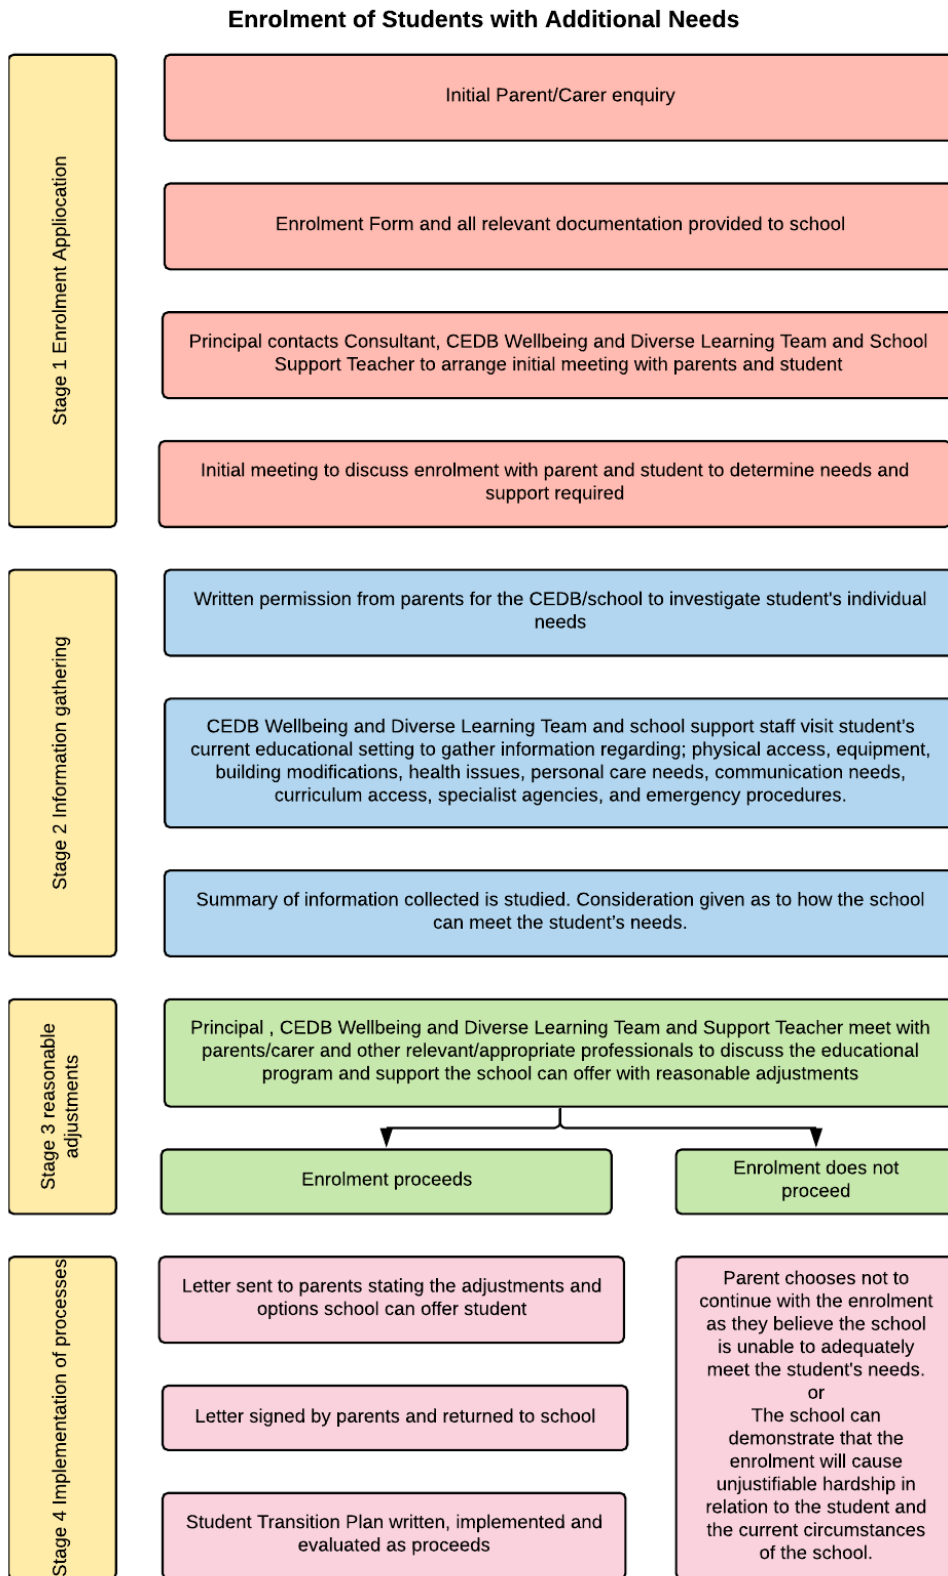 Enrolment of Students with Additional Needs
Stage 1 Enrolment Appliocation
Initial Parent/Carer enquiry
Enrolment Form and all relevant documentation provided to school
Principal contacts Consultant, CEDB Wellbeing and Diverse Learning Team and School
Support Teacher to arrange initial meeting with parents and student
Initial meeting to discuss enrolment with parent and student to determine needs and
support required
Stage 2 Information gathering
Written permission from parents for the CEDB/school to investigate student's individual
needs
CEDB Wellbeing and Diverse Learning Team and school support staff visit student's
current educational setting to gather information regarding; physical access, equipment,
building modifications, health issues, personal care needs, communication needs,
curriculum access, specialist agencies, and emergency procedures.
Summary of information collected is studied. Consideration given as to how the school
can meet the student's needs.
Stage 3 reasonable
adjustments
Principal , CEDB Wellbeing and Diverse Learning Team and Support Teacher meet with
parents/carer and other relevant/appropriate professionals to discuss the educational
program and support the school can offer with reasonable adjustments
Enrolment proceeds
Enrolment does not
proceed
Stage 4 Implementation of processes
Letter sent to parents stating the adjustments and
options school can offer student
Letter signed by parents and returned to school
Student Transition Plan written, implemented and
evaluated as proceeds
Parent chooses not to
continue with the enrolment
as they believe the school
is unable to adequately
meet the student's needs.
or
The school can
demonstrate that the
enrolment will cause
unjustifiable hardship in
relation to the student and
the current circumstances
of the school.